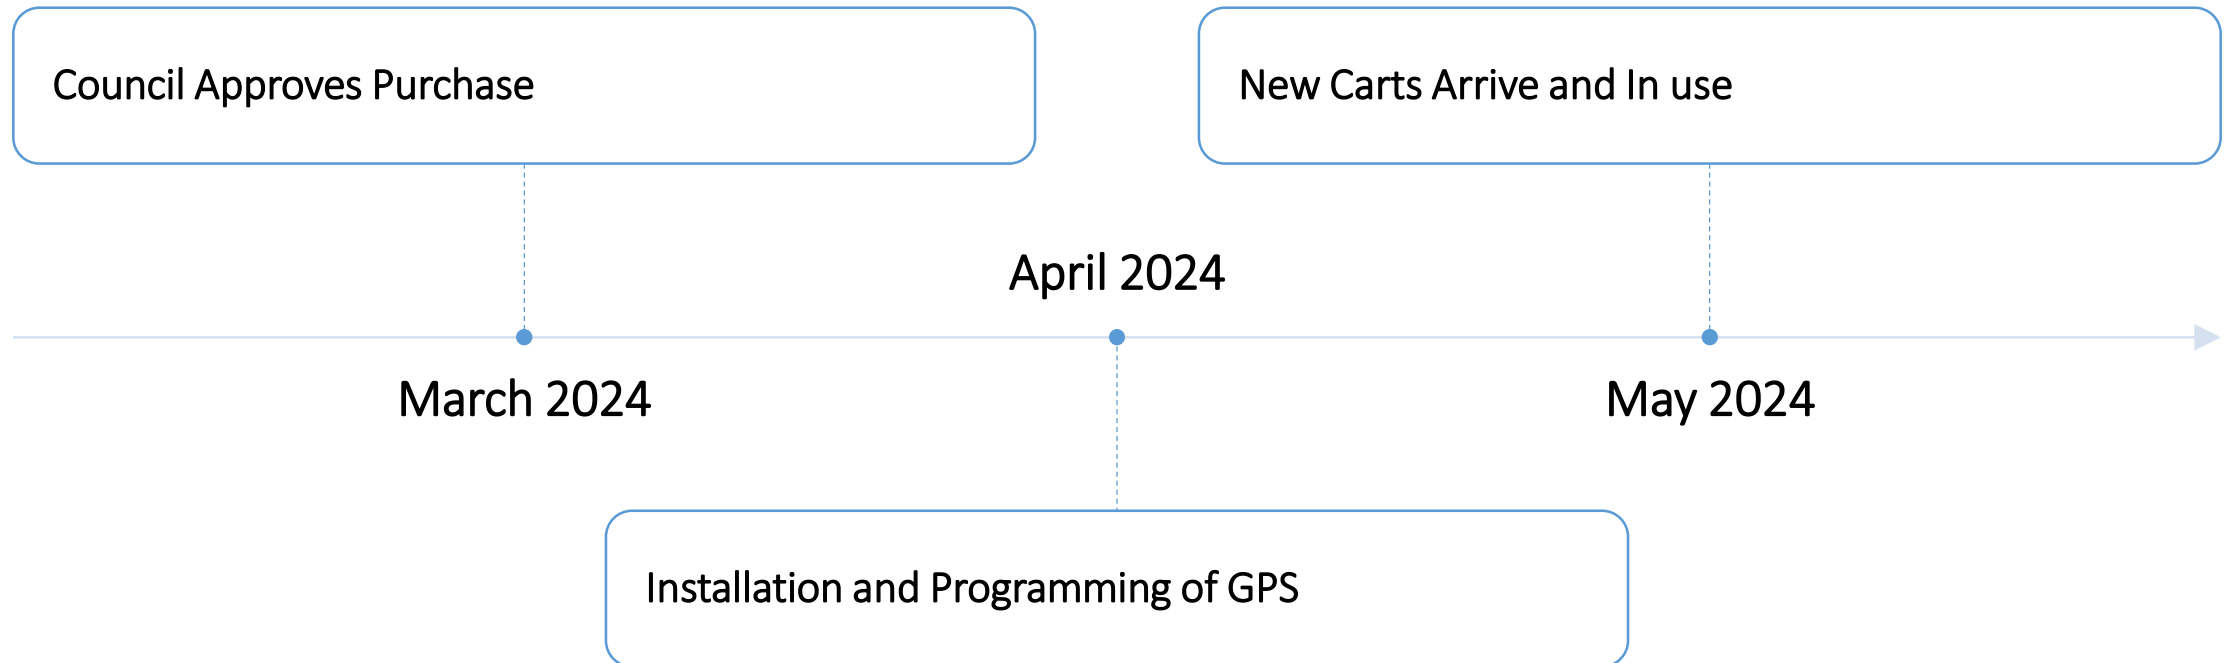 Council Approves Purchase
New Carts Arrive and In use
April 2024
March 2024
May 2024
Installation and Programming of GPS